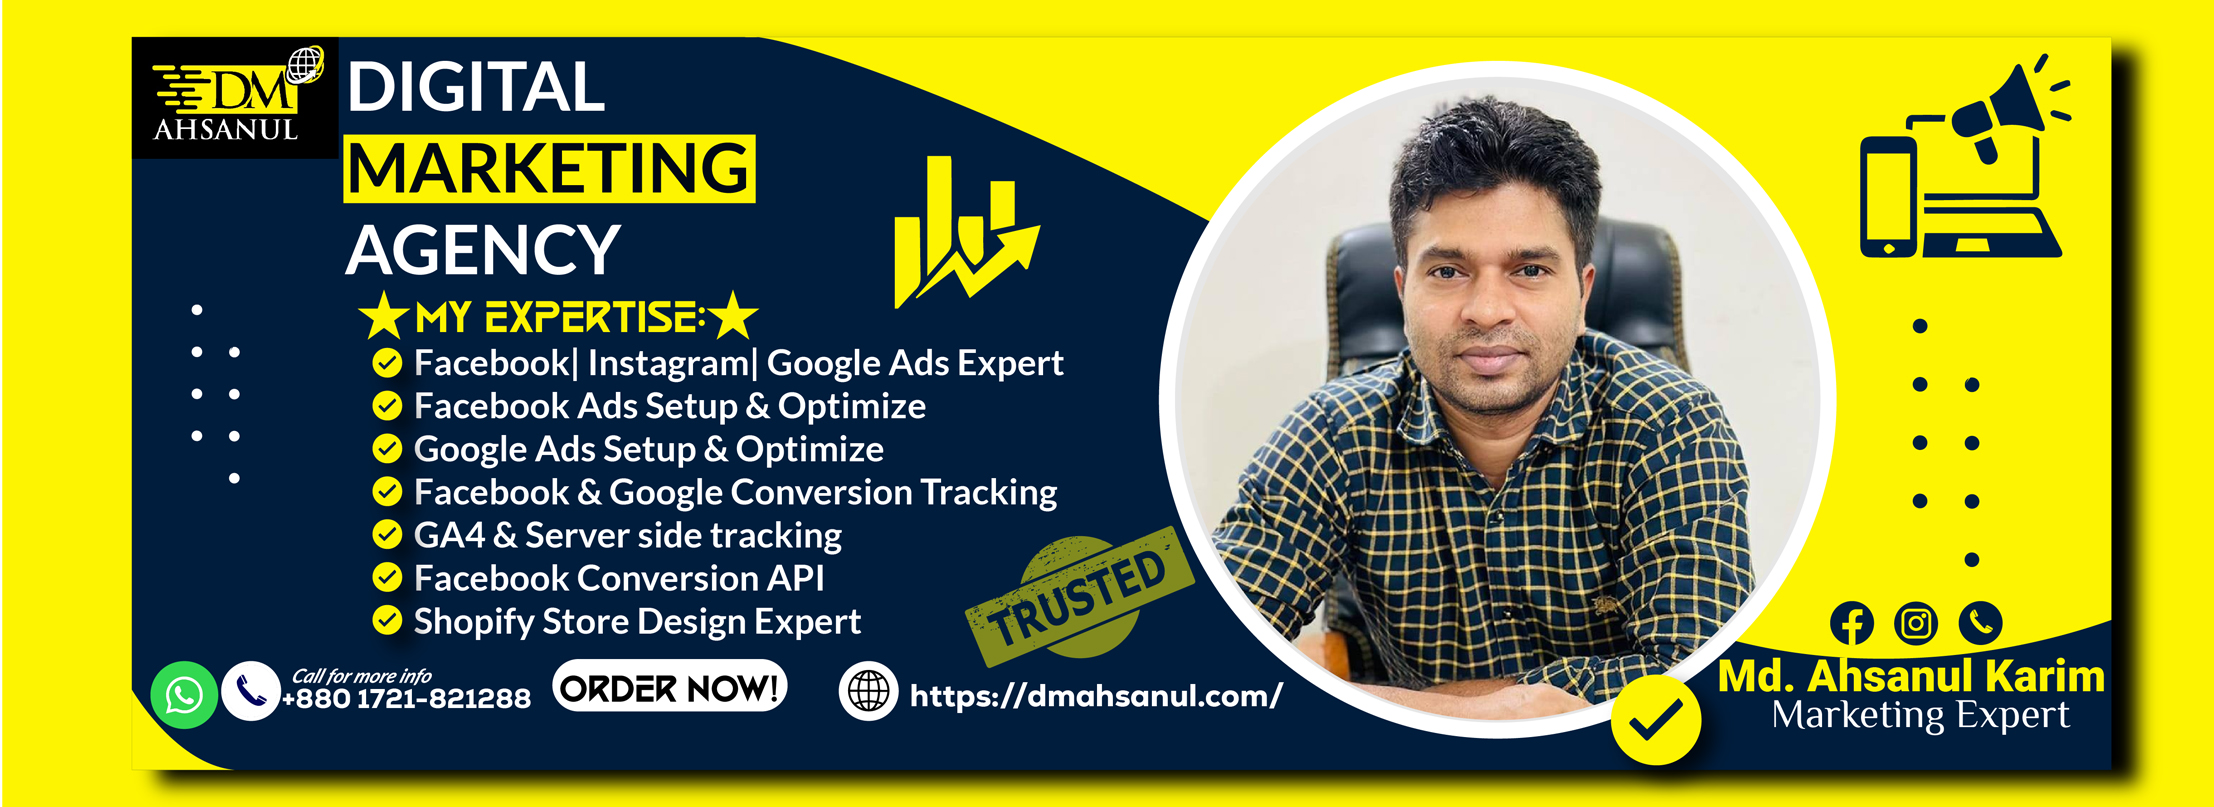 DM
AHSANUL
DIGITAL
MARKETING
AGENCY
MY EXPERTISE:
Facebook| Instagram| Google Ads Expert
Facebook Ads Setup & Optimize
Google Ads Setup & Optimize
Facebook & Google Conversion Tracking
GA4 & Server side tracking
Facebook Conversion API
Shopify Store Design Expert
TRUSTED
Call for more info
+880 1721-821288
ORDER NOW!
https://dmahsanul.com/
Md. Ahsanul Karim
Marketing Expert